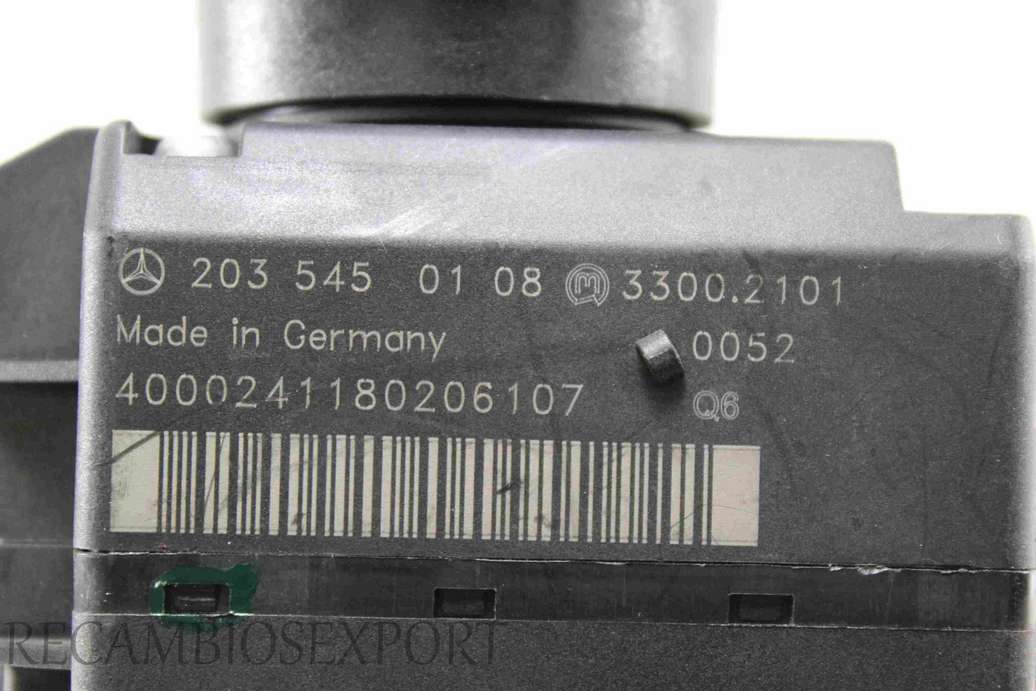 203 545 01 08 M 3300.2101
Made in Germany 0052
4000241180206107 Q6
RECAMBIOSEXPORT